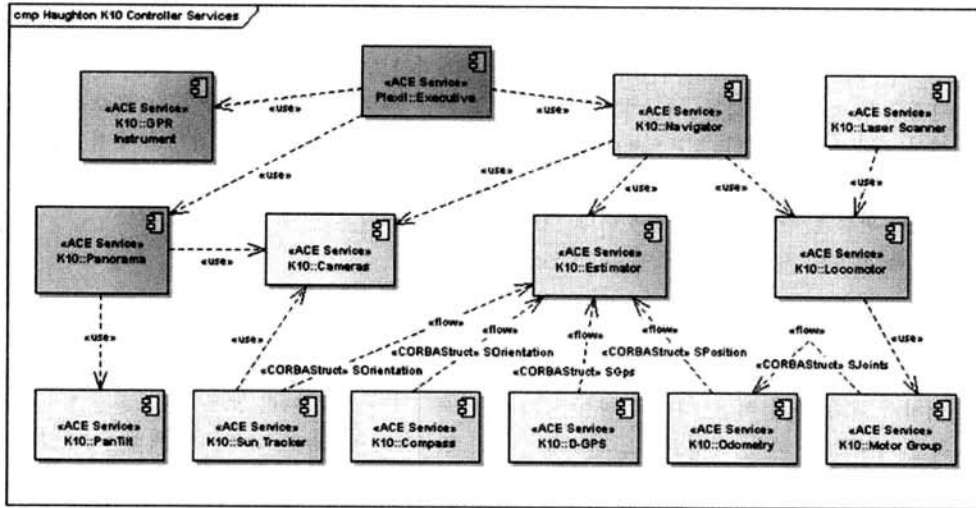 cmp Haughton K10 Controller Services
«ACE Service»
K10::GPR
Instrument
«ACE Service»
Plexil::Executive
«ACE Service»
K10::Navigator
«ACE Service»
K10::Laser Scanner
«use»
«use»
«use»
«use»
«use»
«use»
«use»
«ACE Service»
K10::Panorama
«use»
«ACE Service»
K10::Cameras
«ACE Service»
K10::Estimator
«ACE Service»
K10::Locomotor
«use»
«use»
«flow»
«flow»
«flow»
«flow»
«use»
«CORBAStruct» SOrientation
«CORBAStruct» SOrientation
«CORBAStruct» SGps
«CORBAStruct» SPosition
«CORBAStruct» SJoints
«ACE Service»
K10::PanTilt
«ACE Service»
K10::Sun Tracker
«ACE Service»
K10::Compass
«ACE Service»
K10::D-GPS
«ACE Service»
K10::Odometry
«ACE Service»
K10::Motor Group